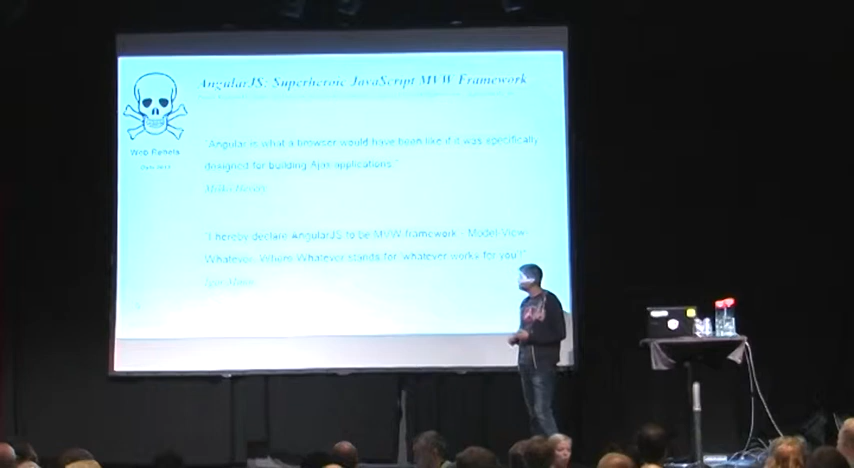 AngularJS: Superheroic JavaScript MVW Framework
Web Rebels
"Angular is what a browser would have been like if it was specifically
designed for building Ajax applications."
"I hereby declare AngularJS to be MVW framework - Model-View-
Whatever. Where Whatever stands for 'whatever works for you'!"